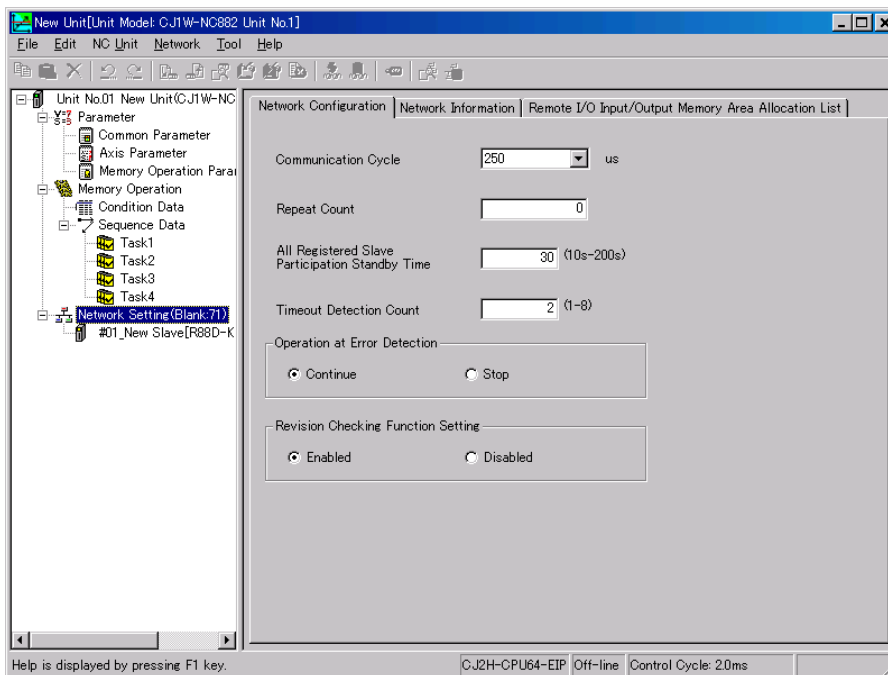 New Unit[Unit Model: CJ1W-NC882 Unit No.1]
File Edit NC Unit Network Tool Help
Unit No.01 New Unit(CJ1W-NC
Parameter
Common Parameter
Axis Parameter
Memory Operation Parai
Memory Operation
Condition Data
Sequence Data
Task1
Task2
Task3
Task4
Network Setting(Blank:71)
#01_New Slave[R88D-K
Network Configuration Network Information Remote I/O Input/Output Memory Area Allocation List
Communication Cycle 250 us
Repeat Count 0
All Registered Slave
Participation Standby Time 30 (10s-200s)
Timeout Detection Count 2 (1-8)
Operation at Error Detection
Continue Stop
Revision Checking Function Setting
Enabled Disabled
Help is displayed by pressing F1 key. CJ2H-CPU64-EIP Off-line Control Cycle: 2.0ms